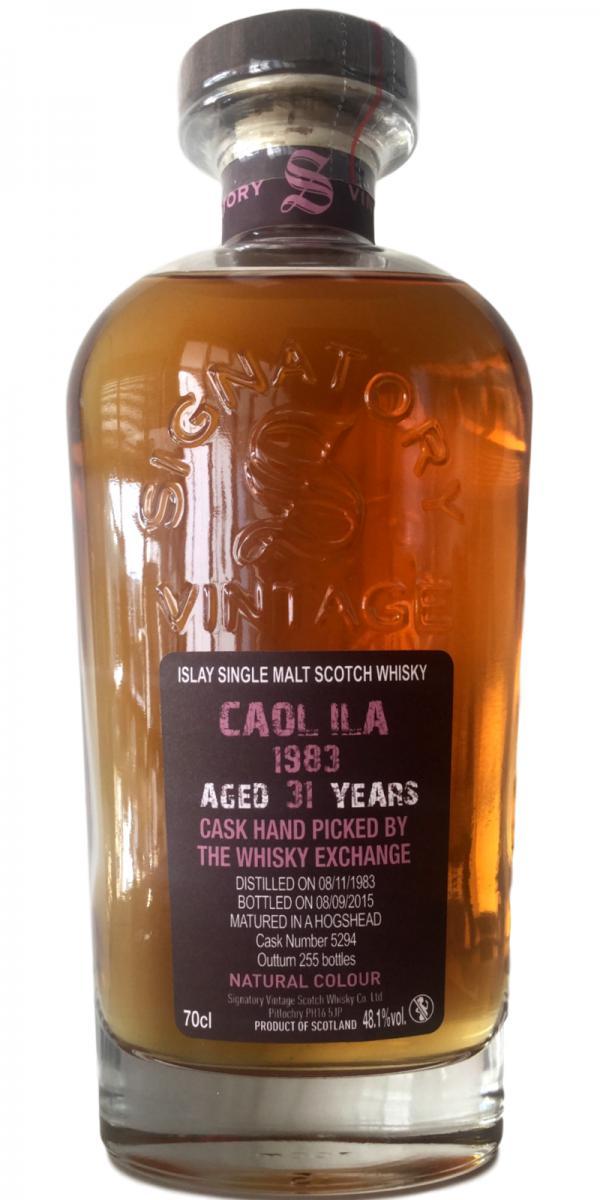 TORY S VIN
SIGNATORY
S
VINTAGE
ISLAY SINGLE MALT SCOTCH WHISKY
CAOL ILA
1983
AGED 31 YEARS
CASK HAND PICKED BY
THE WHISKY EXCHANGE
DISTILLED ON 08/11/1983
BOTTLED ON 08/09/2015
MATURED IN A HOGSHEAD
Cask Number 5294
Outturn 255 bottles
NATURAL COLOUR
Signatory Vintage Scotch Whisky Co. Ltd
Pitlochry PH16 5JP
70cl PRODUCT OF SCOTLAND 48.1%vol.